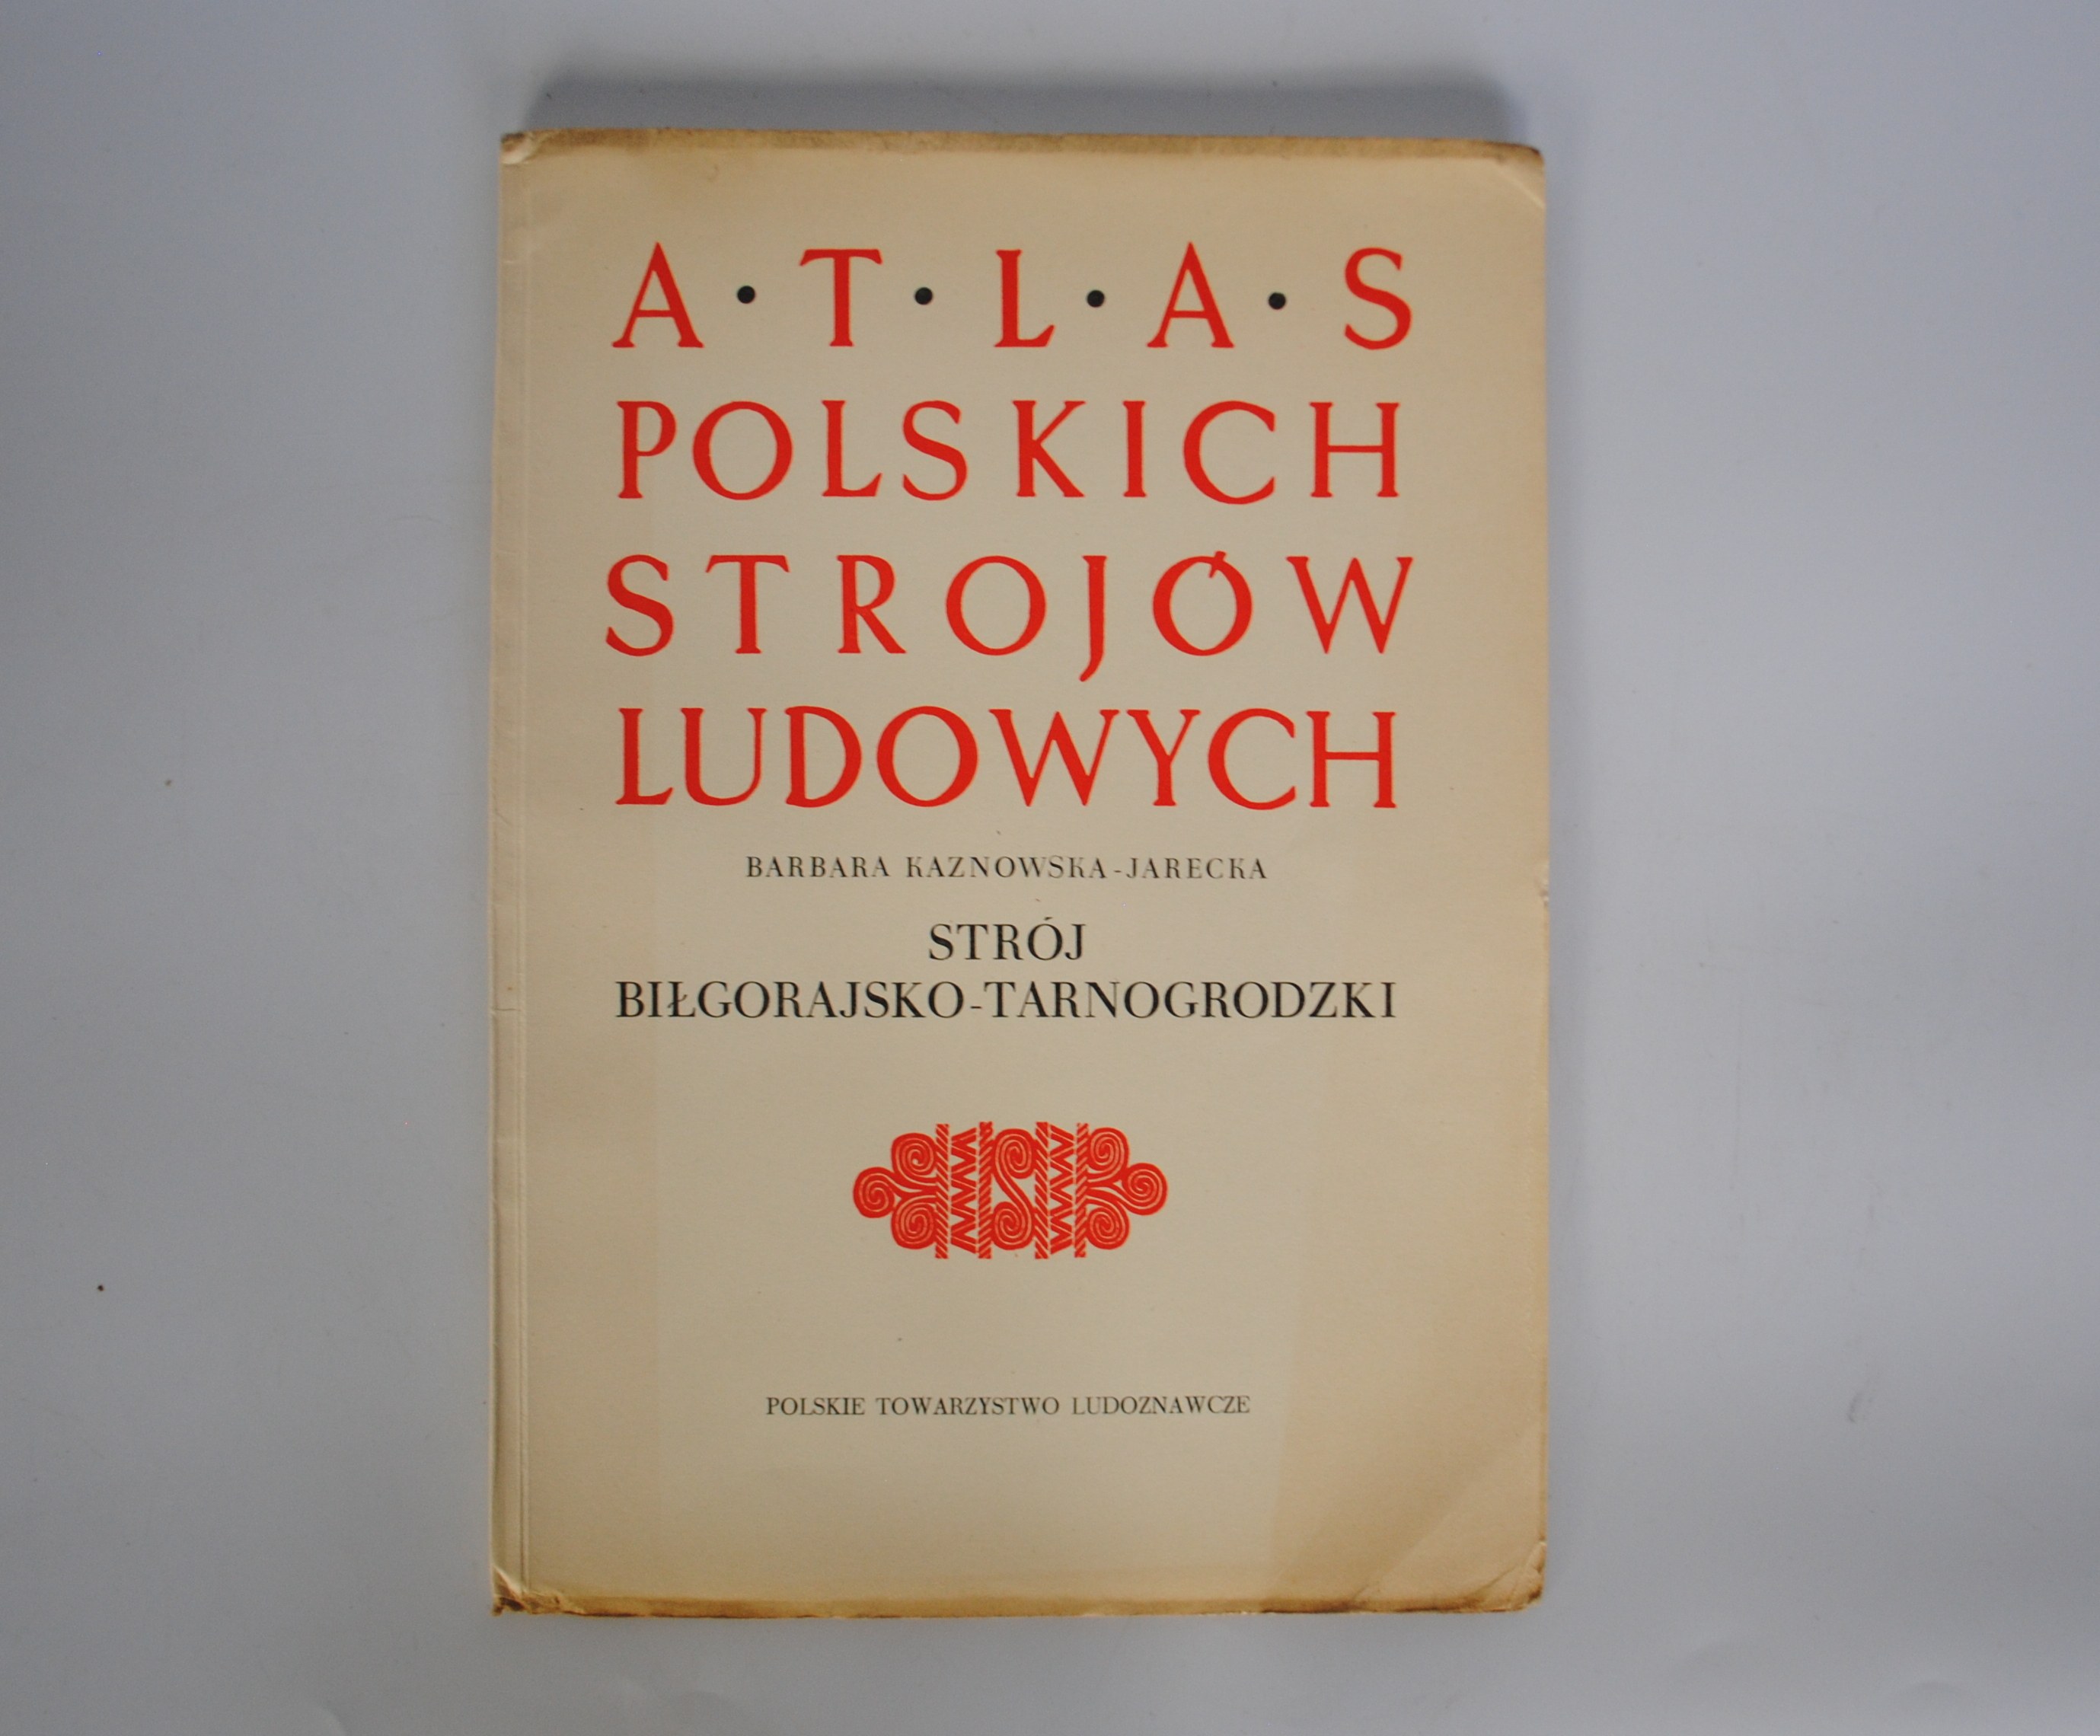 A·T·L·A·S
POLSKICH
STROJÓW
LUDOWYCH
BARBARA KAZNOWSKA-JARECKA
STRÓJ
BIŁGORAJSKO-TARNOGRODZKI
POLSKIE TOWARZYSTWO LUDOZNAWCZE